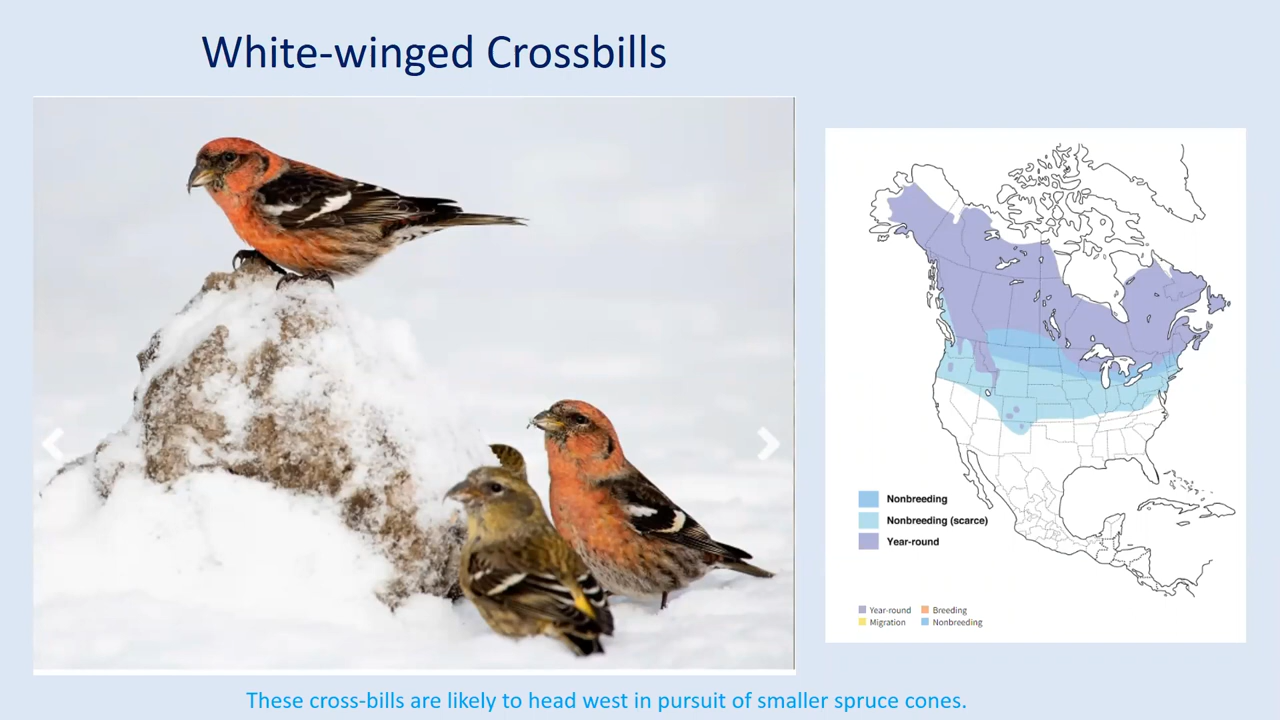 White-winged Crossbills
Nonbreeding
Nonbreeding (scarce)
Year-round
Year-round Breeding
Migration Nonbreeding
These cross-bills are likely to head west in pursuit of smaller spruce cones.